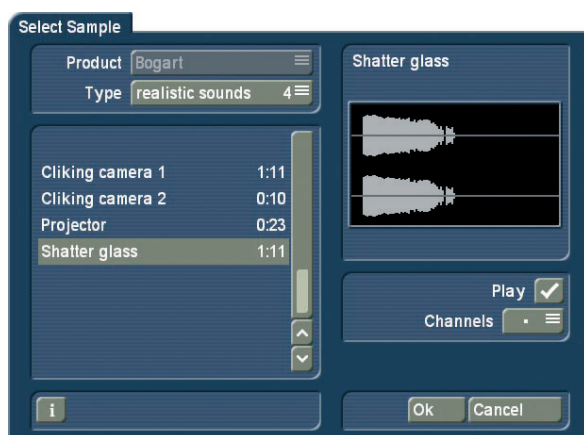 Select Sample
Product Bogart
Type realistic sounds 4
Cliking camera 1 1:11
Cliking camera 2 0:10
Projector 0:23
Shatter glass 1:11
i
Shatter glass
Play
Channels
Ok Cancel